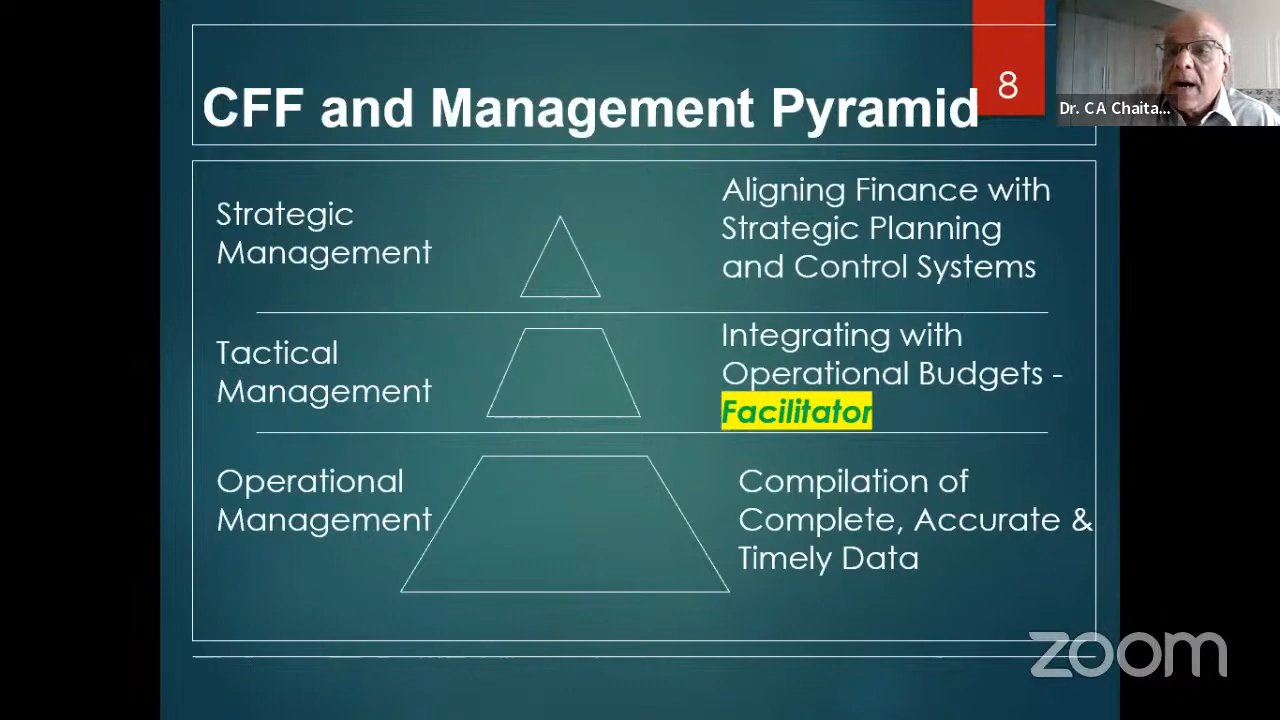 CFF and Management Pyramid
8
Dr. CA Chaita...
Strategic
Management
Aligning Finance with
Strategic Planning
and Control Systems
Tactical
Management
Integrating with
Operational Budgets -
Facilitator
Operational
Management
Compilation of
Complete, Accurate &
Timely Data
zoom